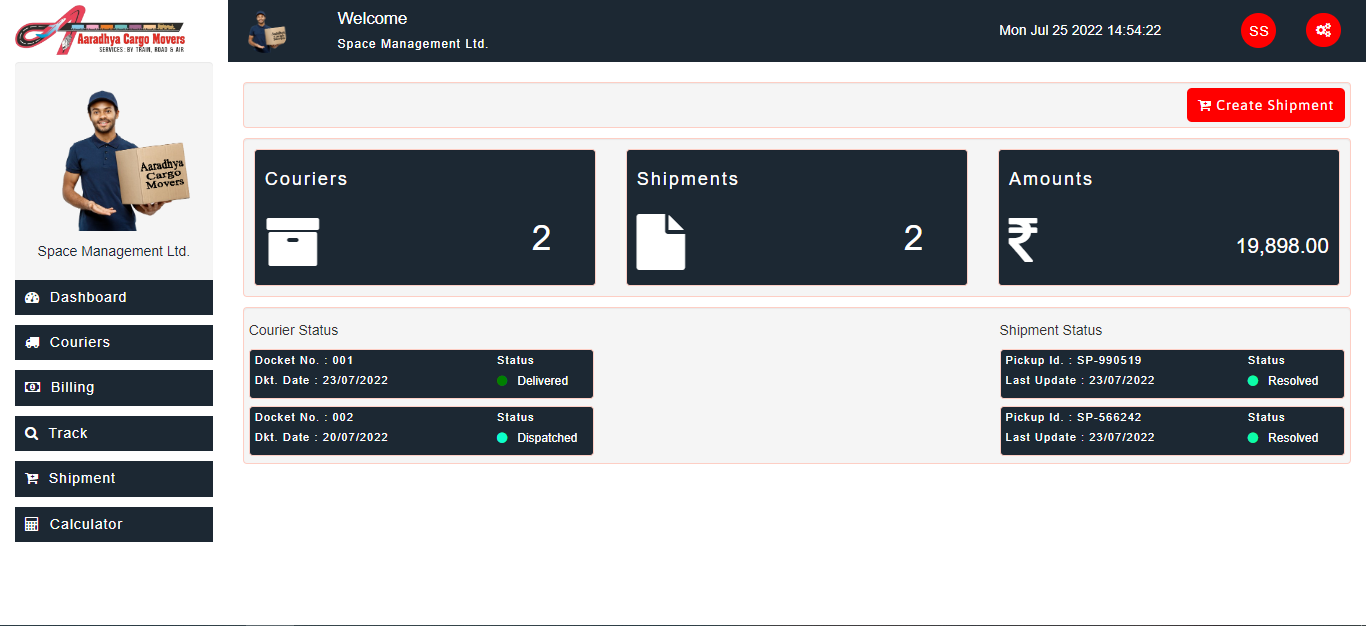 Aaradhya Cargo Movers
SERVICES: BY TRAIN, ROAD & AIR
Welcome
Space Management Ltd.
Mon Jul 25 2022 14:54:22
SS
Aaradhya
Cargo
Movers
Space Management Ltd.
Dashboard
Couriers
Billing
Track
Shipment
Calculator
Create Shipment
Couriers
2
Shipments
2
Amounts
₹
19,898.00
Courier Status
Docket No. : 001 Status
Dkt. Date : 23/07/2022 Delivered
Docket No. : 002 Status
Dkt. Date : 20/07/2022 Dispatched
Shipment Status
Pickup Id. : SP-990519 Status
Last Update : 23/07/2022 Resolved
Pickup Id. : SP-566242 Status
Last Update : 23/07/2022 Resolved